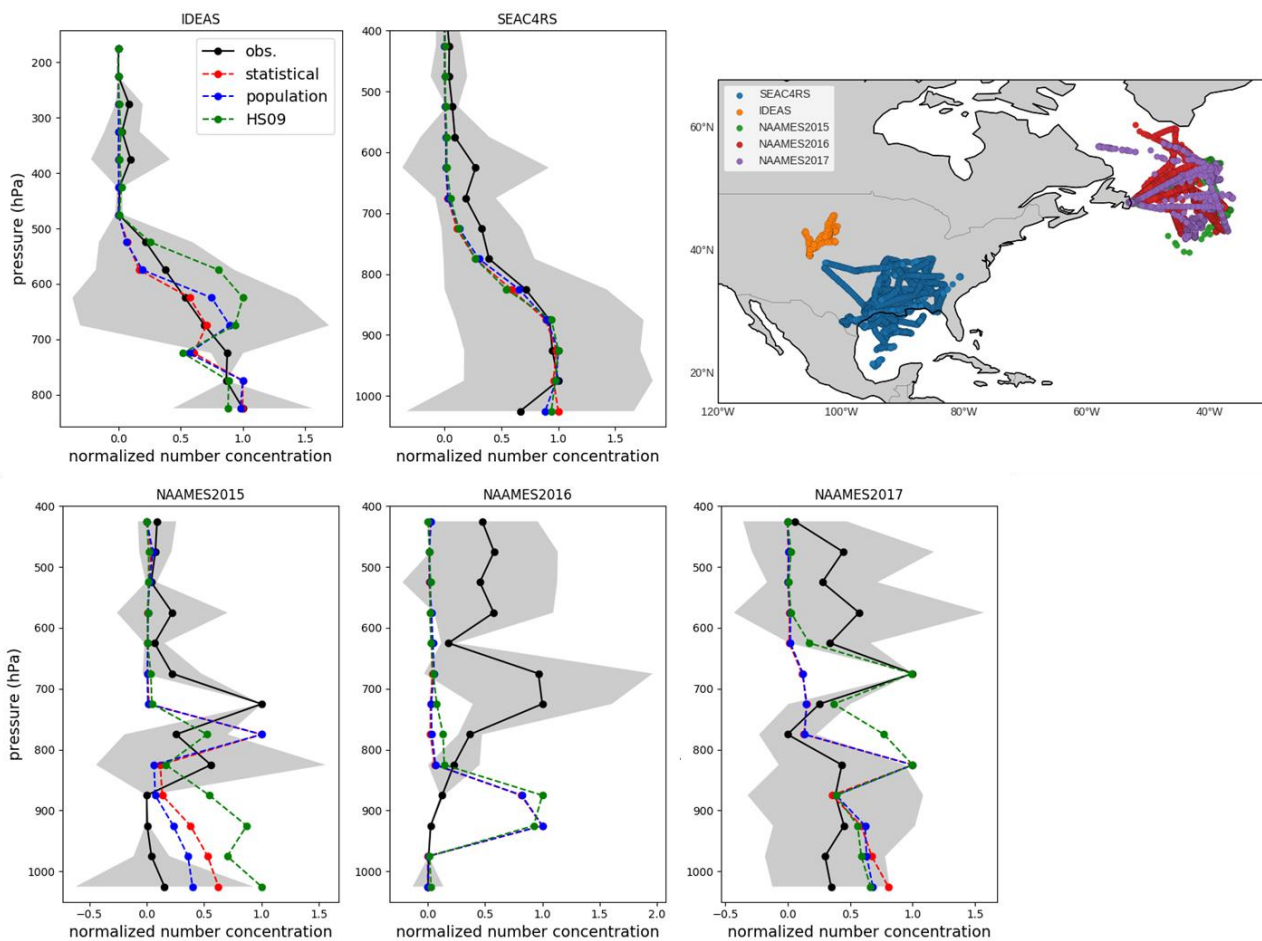 IDEAS
SEAC4RS
obs.
statistical
population
HS09
200
300
400
500
600
700
800
pressure (hPa)
0.0 0.5 1.0 1.5
normalized number concentration
400
500
600
700
800
900
1000
0.0 0.5 1.0 1.5
normalized number concentration
SEAC4RS
IDEAS
NAAMES2015
NAAMES2016
NAAMES2017
60°N
40°N
20°N
120°W 100°W 80°W 60°W 40°W
NAAMES2015
NAAMES2016
NAAMES2017
400
500
600
700
800
900
1000
pressure (hPa)
−0.5 0.0 0.5 1.0 1.5
normalized number concentration
400
500
600
700
800
900
1000
0.0 0.5 1.0 1.5 2.0
normalized number concentration
400
500
600
700
800
900
1000
−0.5 0.0 0.5 1.0 1.5
normalized number concentration